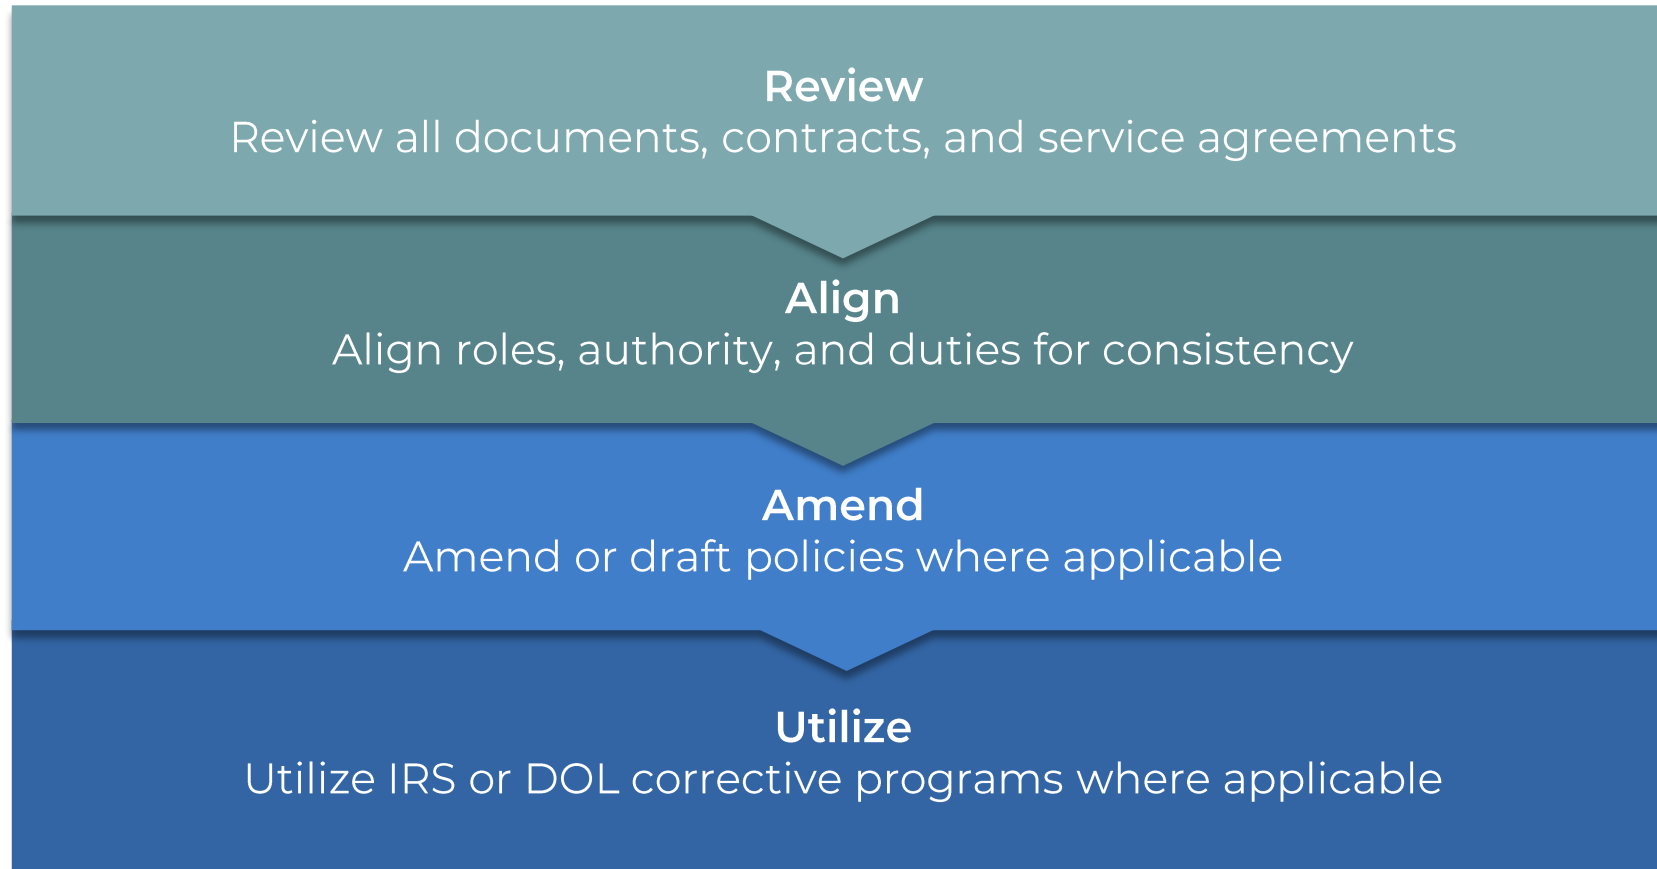 Review
Review all documents, contracts, and service agreements
Align
Align roles, authority, and duties for consistency
Amend
Amend or draft policies where applicable
Utilize
Utilize IRS or DOL corrective programs where applicable